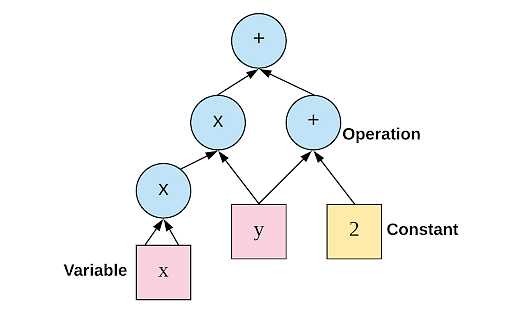 +
x
+
Operation
x
y
2
Constant
Variable
x